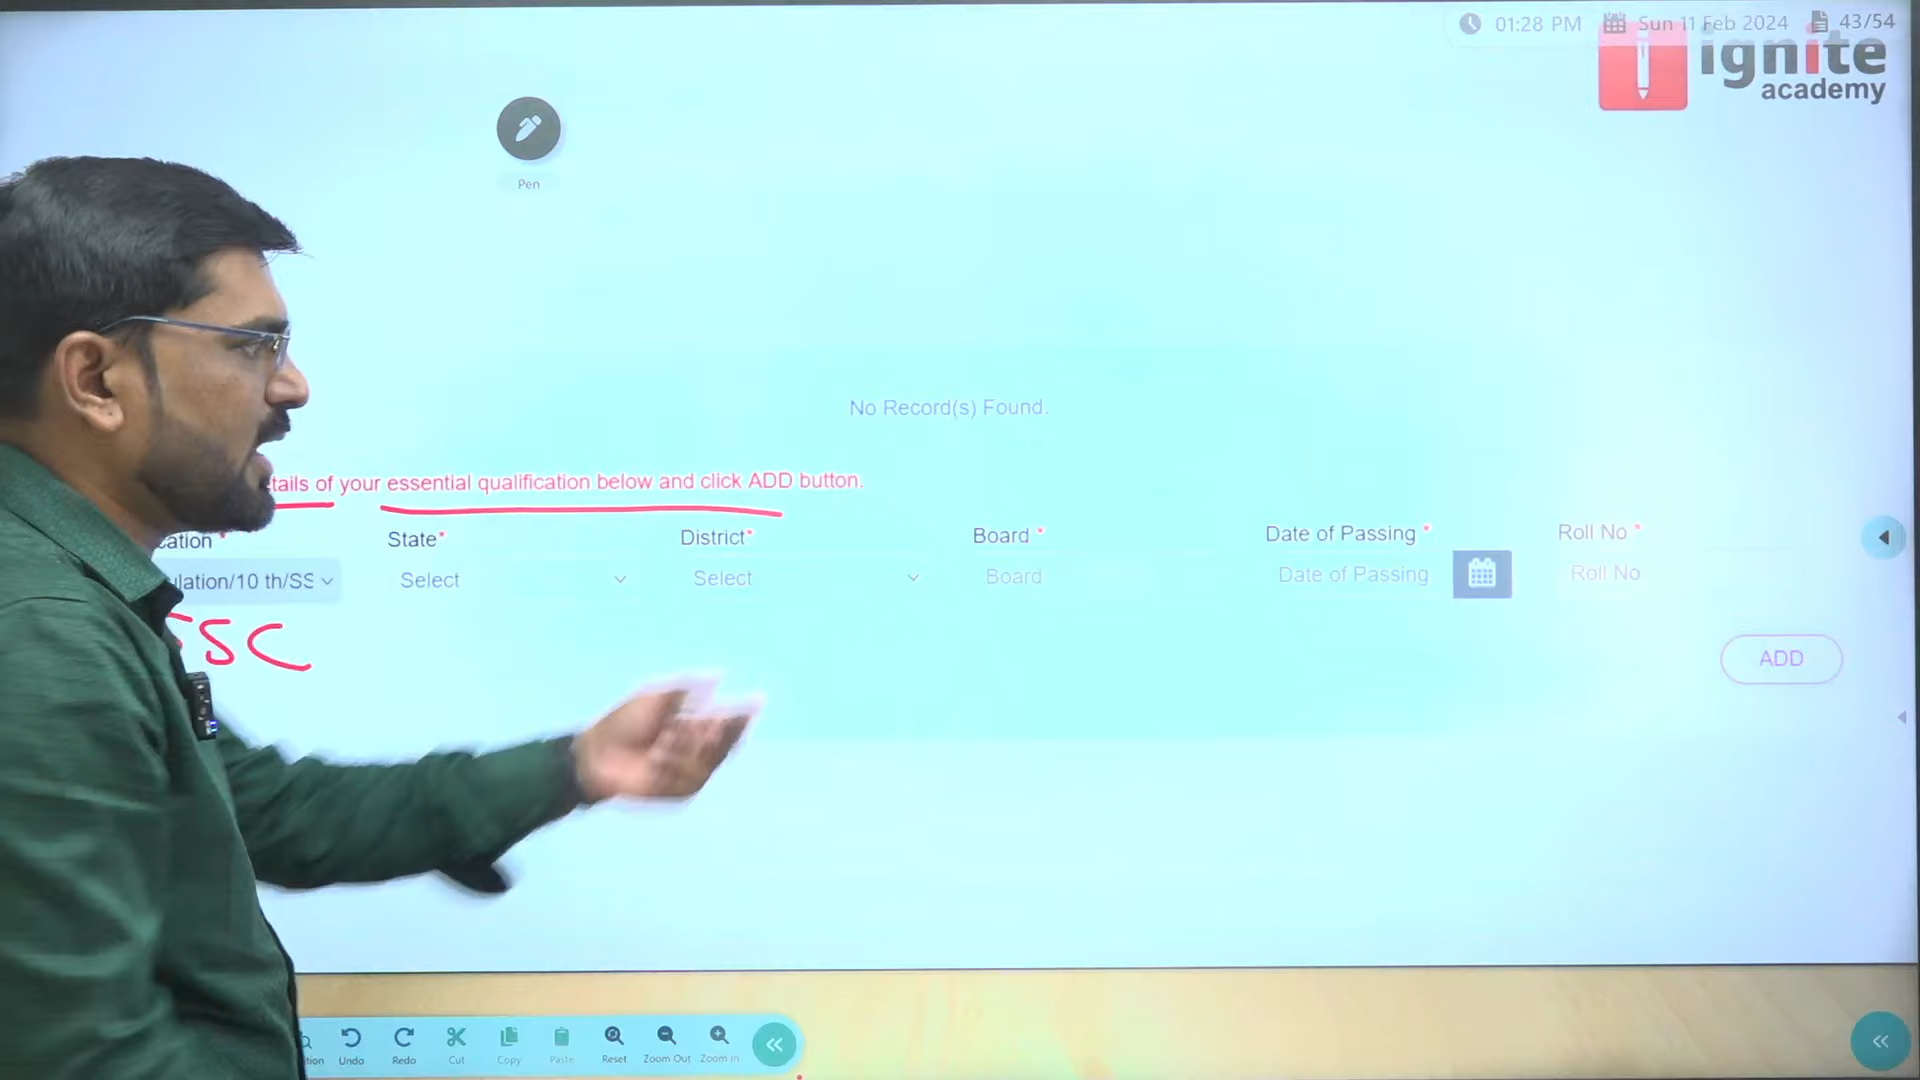 01:28 PM Sun 11 Feb 2024 43/54
ignite
academy
Pen
No Record(s) Found.
tails of your essential qualification below and click ADD button.
cation * State* District* Board * Date of Passing * Roll No *
ulation/10 th/SS Select Select Board Date of Passing Roll No
SSC
ADD
tion Undo Redo Cut Copy Paste Reset Zoom Out Zoom In